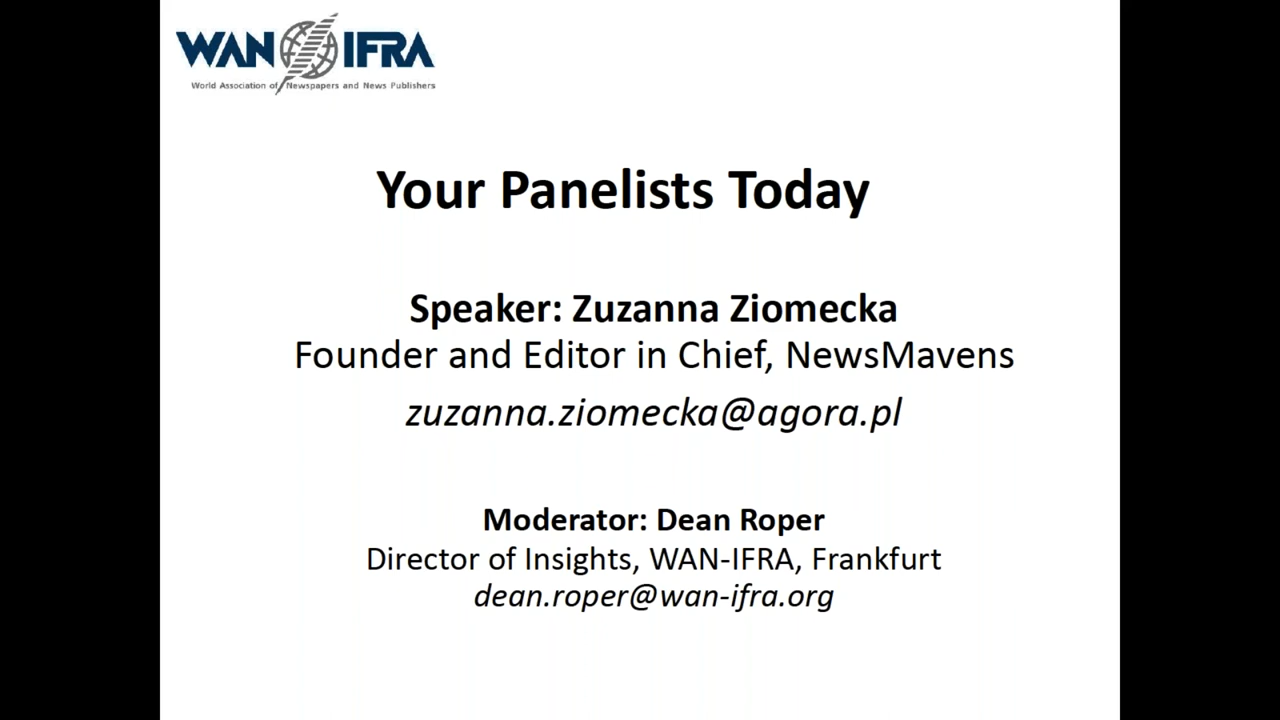 WAN IFRA
World Association of Newspapers and News Publishers
Your Panelists Today
Speaker: Zuzanna Ziomecka
Founder and Editor in Chief, NewsMavens
zuzanna.ziomecka@agora.pl
Moderator: Dean Roper
Director of Insights, WAN-IFRA, Frankfurt
dean.roper@wan-ifra.org